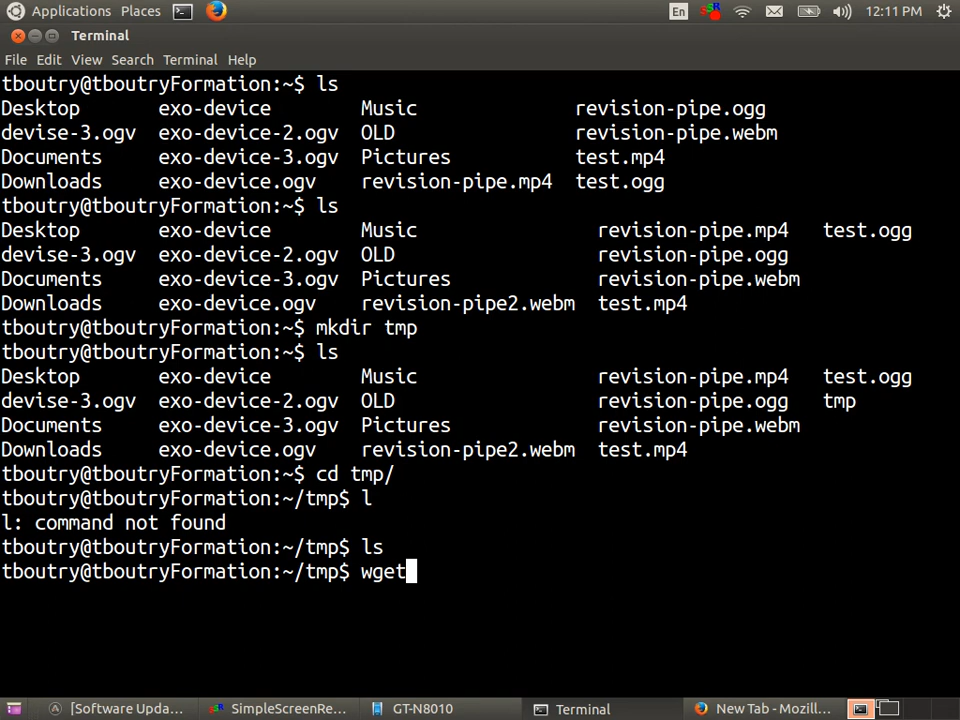 Applications Places En 12:11 PM
Terminal
File Edit View Search Terminal Help
tboutry@tboutryFormation:~$ ls
Desktop exo-device Music revision-pipe.ogg
devise-3.ogv exo-device-2.ogv OLD revision-pipe.webm
Documents exo-device-3.ogv Pictures test.mp4
Downloads exo-device.ogv revision-pipe.mp4 test.ogg
tboutry@tboutryFormation:~$ ls
Desktop exo-device Music revision-pipe.mp4 test.ogg
devise-3.ogv exo-device-2.ogv OLD revision-pipe.ogg
Documents exo-device-3.ogv Pictures revision-pipe.webm
Downloads exo-device.ogv revision-pipe2.webm test.mp4
tboutry@tboutryFormation:~$ mkdir tmp
tboutry@tboutryFormation:~$ ls
Desktop exo-device Music revision-pipe.mp4 test.ogg
devise-3.ogv exo-device-2.ogv OLD revision-pipe.ogg tmp
Documents exo-device-3.ogv Pictures revision-pipe.webm
Downloads exo-device.ogv revision-pipe2.webm test.mp4
tboutry@tboutryFormation:~$ cd tmp/
tboutry@tboutryFormation:~/tmp$ l
l: command not found
tboutry@tboutryFormation:~/tmp$ ls
tboutry@tboutryFormation:~/tmp$ wget
[Software Upda... SimpleScreenRe... GT-N8010 Terminal New Tab - Mozill...